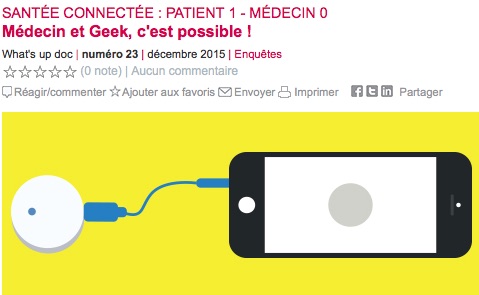 SANTÉE CONNECTÉE : PATIENT 1 - MÉDECIN 0
Médecin et Geek, c'est possible !
What's up doc | numéro 23 | décembre 2015 | Enquêtes
(0 note) | Aucun commentaire
Réagir/commenter Ajouter aux favoris Envoyer Imprimer f t in Partager